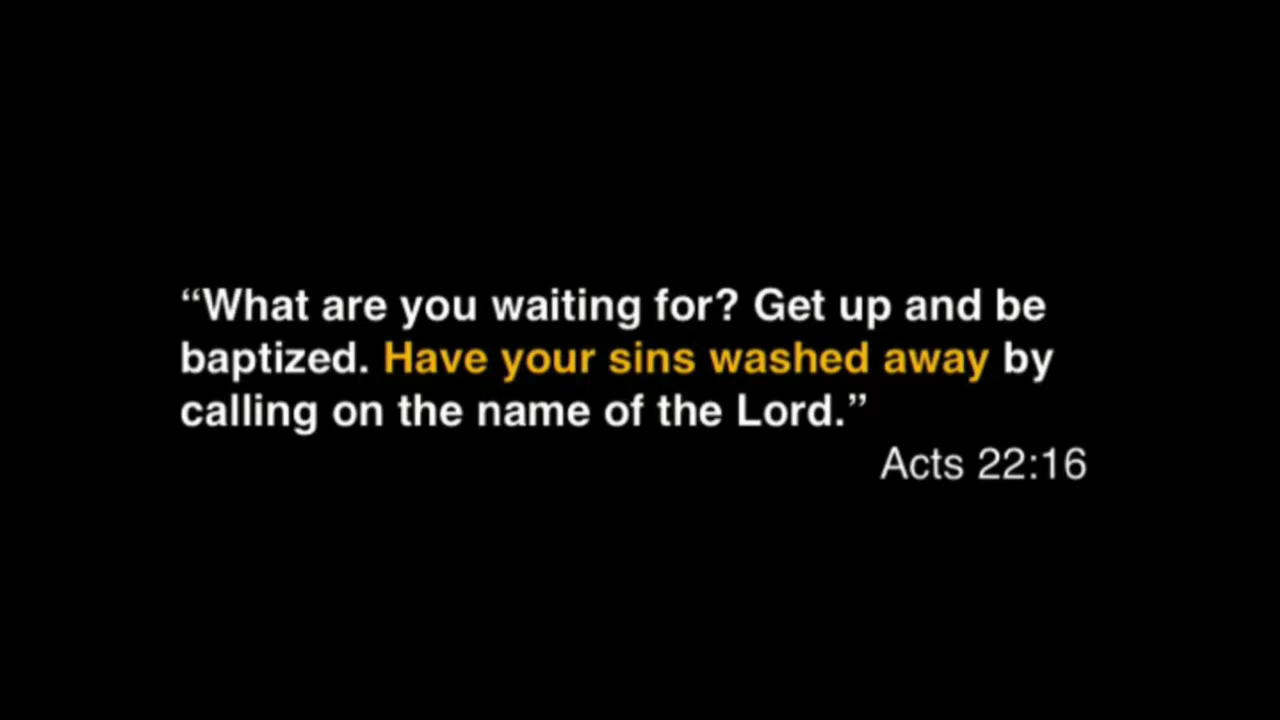 “What are you waiting for? Get up and be
baptized. Have your sins washed away by
calling on the name of the Lord.”
Acts 22:16